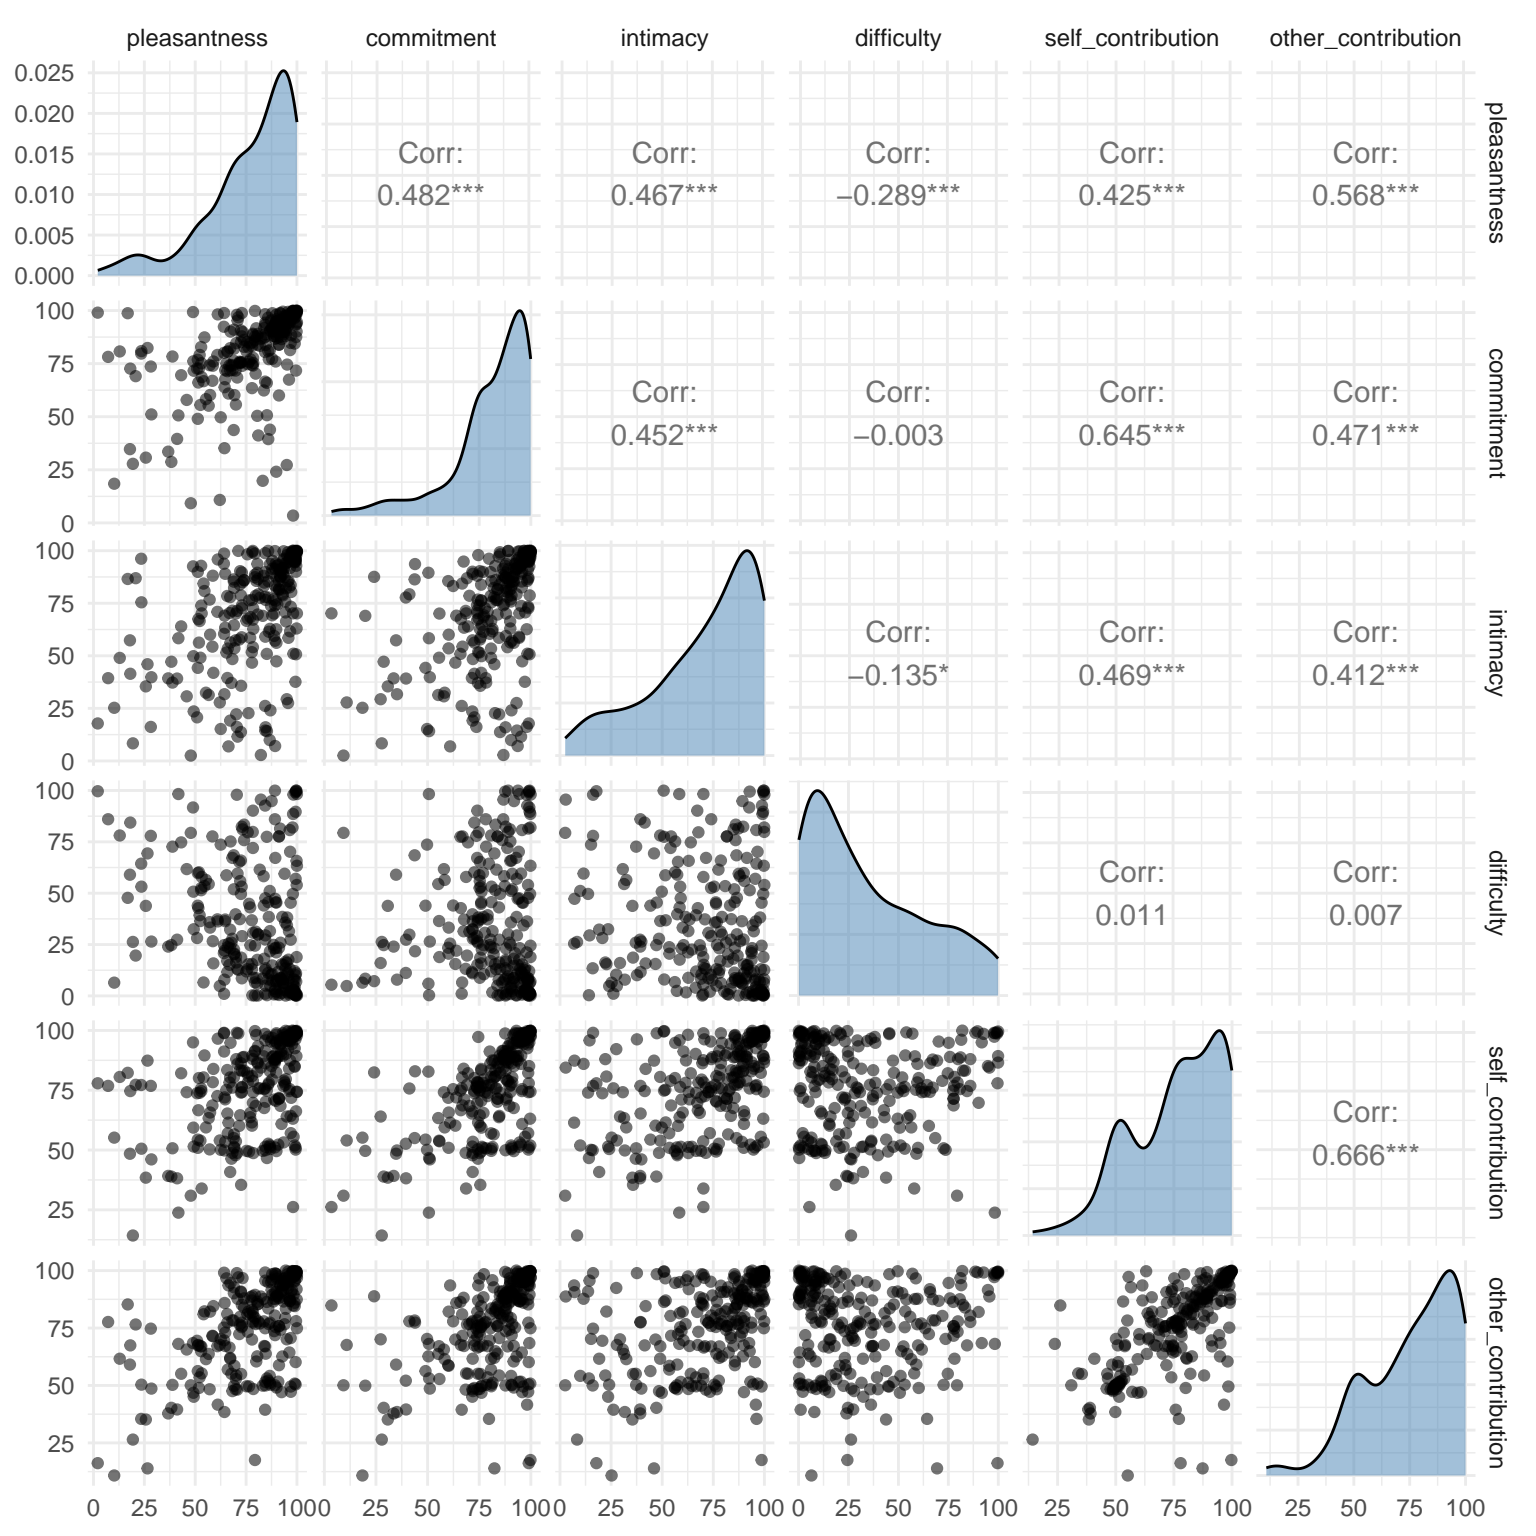 pleasantness commitment intimacy difficulty self_contribution other_contribution
0.025
0.020
0.015
0.010
0.005
0.000
Corr: Corr: Corr: Corr: Corr:
0.482*** 0.467*** −0.289*** 0.425*** 0.568***
pleasantness
100
75
50
25
0
Corr: Corr: Corr: Corr:
0.452*** −0.003 0.645*** 0.471***
commitment
100
75
50
25
0
Corr: Corr: Corr:
−0.135* 0.469*** 0.412***
intimacy
100
75
50
25
0
Corr: Corr:
0.011 0.007
difficulty
100
75
50
25
Corr:
0.666***
self_contribution
100
75
50
25
other_contribution
0 25 50 75 100 0 25 50 75 100 0 25 50 75 100 0 25 50 75 100 25 50 75 100 25 50 75 100